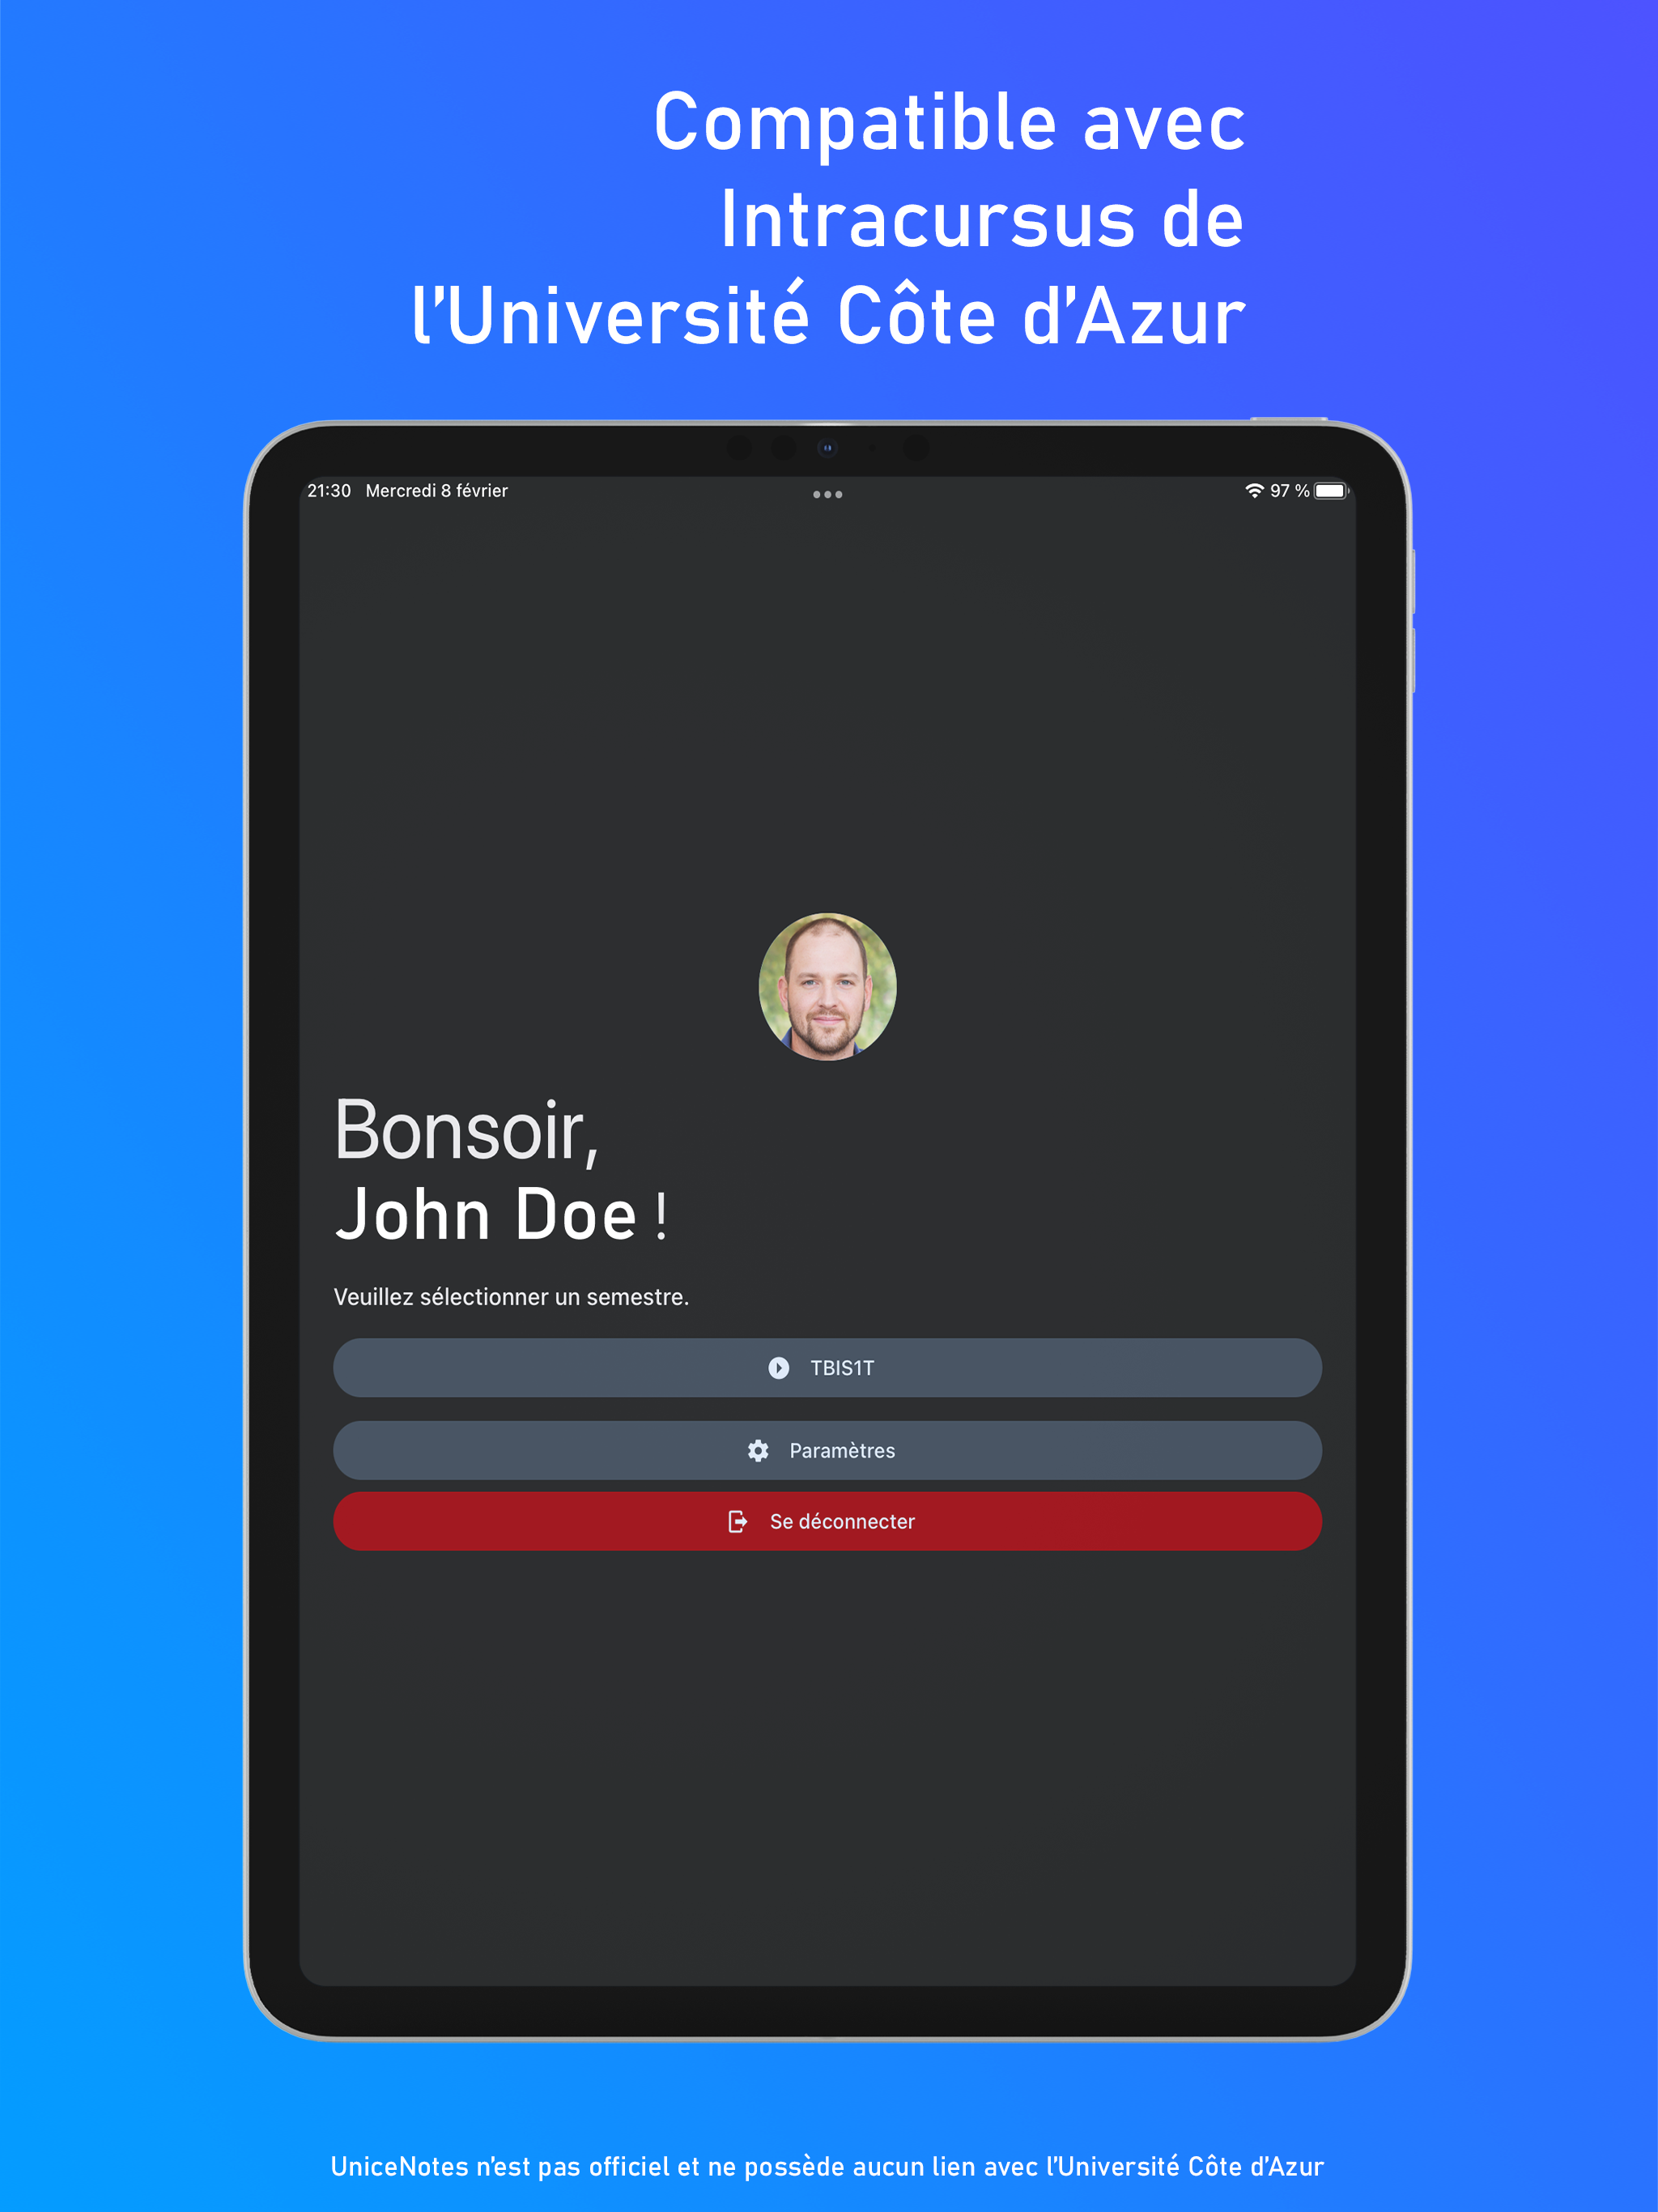 Compatible avec
Intracursus de
l’Université Côte d’Azur
21:30 Mercredi 8 février
97 %
Bonsoir,
John Doe !
Veuillez sélectionner un semestre.
TBIS1T
Paramètres
Se déconnecter
UniceNotes n’est pas officiel et ne possède aucun lien avec l’Université Côte d’Azur